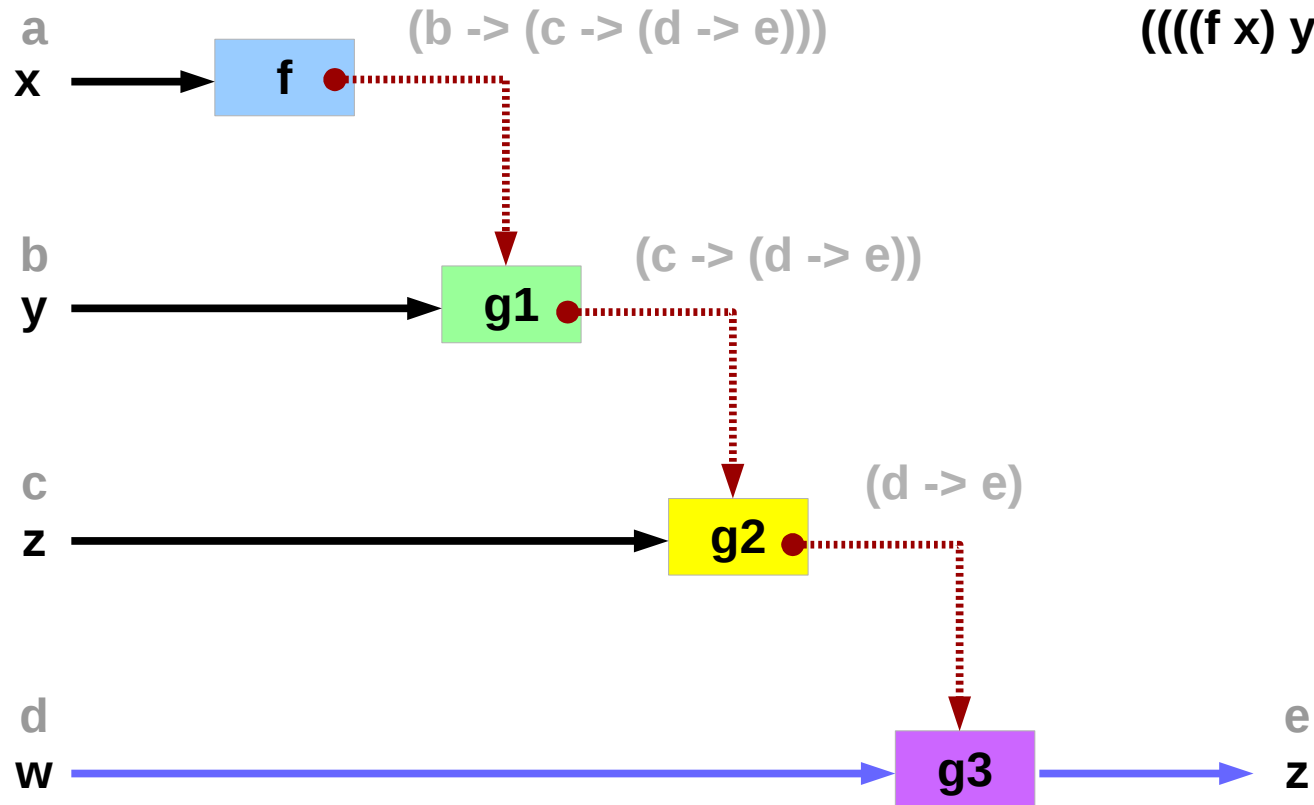 a (b -> (c -> (d -> e))) ((((f x) y
x f
b (c -> (d -> e))
y g1
c (d -> e)
z g2
d e
w g3 z